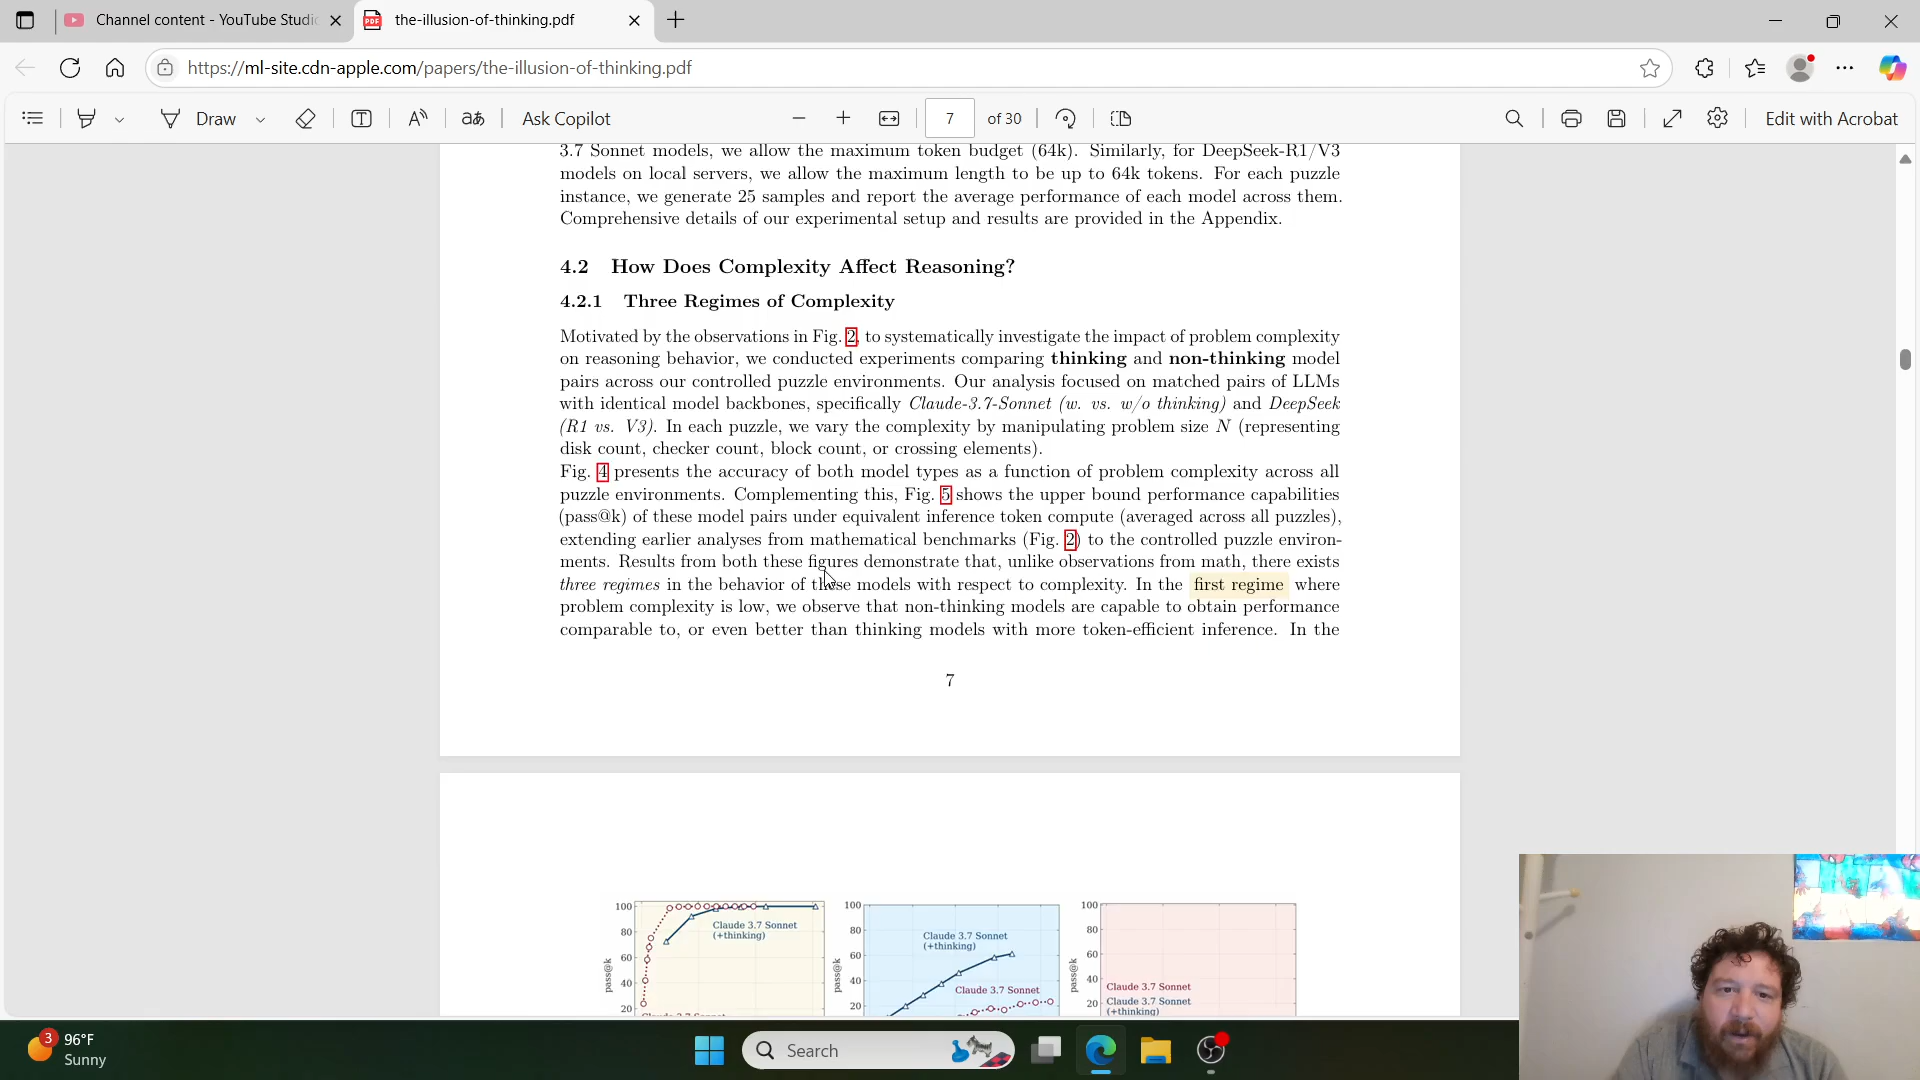 Channel content - YouTube Studio
the-illusion-of-thinking.pdf
https://ml-site.cdn-apple.com/papers/the-illusion-of-thinking.pdf
Draw
Ask Copilot
7
of 30
Edit with Acrobat
3.7 Sonnet models, we allow the maximum token budget (64k). Similarly, for DeepSeek-R1/V3
models on local servers, we allow the maximum length to be up to 64k tokens. For each puzzle
instance, we generate 25 samples and report the average performance of each model across them.
Comprehensive details of our experimental setup and results are provided in the Appendix.
4.2 How Does Complexity Affect Reasoning?
4.2.1 Three Regimes of Complexity
Motivated by the observations in Fig. 2, to systematically investigate the impact of problem complexity
on reasoning behavior, we conducted experiments comparing thinking and non-thinking model
pairs across our controlled puzzle environments. Our analysis focused on matched pairs of LLMs
with identical model backbones, specifically Claude-3.7-Sonnet (w. vs. w/o thinking) and DeepSeek
(R1 vs. V3). In each puzzle, we vary the complexity by manipulating problem size N (representing
disk count, checker count, block count, or crossing elements).
Fig. 4 presents the accuracy of both model types as a function of problem complexity across all
puzzle environments. Complementing this, Fig. 5 shows the upper bound performance capabilities
(pass@k) of these model pairs under equivalent inference token compute (averaged across all puzzles),
extending earlier analyses from mathematical benchmarks (Fig. 2) to the controlled puzzle environ-
ments. Results from both these figures demonstrate that, unlike observations from math, there exists
three regimes in the behavior of these models with respect to complexity. In the first regime where
problem complexity is low, we observe that non-thinking models are capable to obtain performance
comparable to, or even better than thinking models with more token-efficient inference. In the
7
100
80
60
40
20
pass@k
Claude 3.7 Sonnet
(+thinking)
Claude 3.7 Sonnet
100
80
60
40
20
pass@k
Claude 3.7 Sonnet
(+thinking)
Claude 3.7 Sonnet
100
80
60
40
20
pass@k
Claude 3.7 Sonnet
Claude 3.7 Sonnet
(+thinking)
3
96°F
Sunny
Search